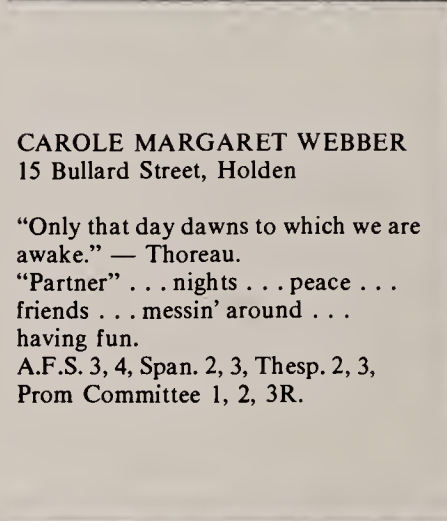 CAROLE MARGARET WEBBER
15 Bullard Street, Holden
“Only that day dawns to which we are
awake.” — Thoreau.
“Partner” . . . nights . . . peace . . .
friends . . . messin’ around . . .
having fun.
A.F.S. 3, 4, Span. 2, 3, Thesp. 2, 3,
Prom Committee 1, 2, 3R.